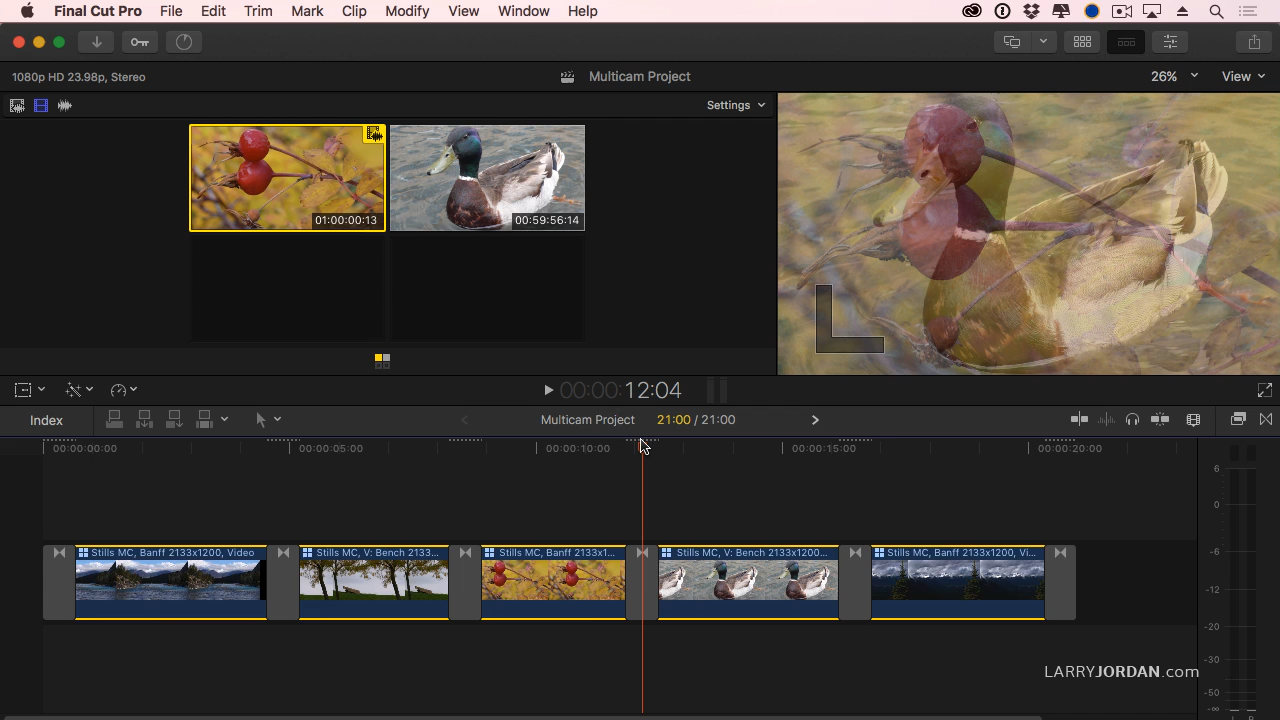 Final Cut Pro File Edit Trim Mark Clip Modify View Window Help
1080p HD 23.98p, Stereo
Multicam Project
26%
View
Settings
01:00:00:13
00:59:56:14
00:00:12:04
Index
Multicam Project 21:00 / 21:00
00:00:00:00 00:00:05:00 00:00:10:00 00:00:15:00 00:00:20:00
6
0
-6
-12
-20
-30
-50
-∞
Stills MC, Banff 2133x1200, Video
Stills MC, V: Bench 2133...
Stills MC, Banff 2133x1...
Stills MC, V: Bench 2133x1200...
Stills MC, Banff 2133x1200, Vi...
LARRYJORDAN.com